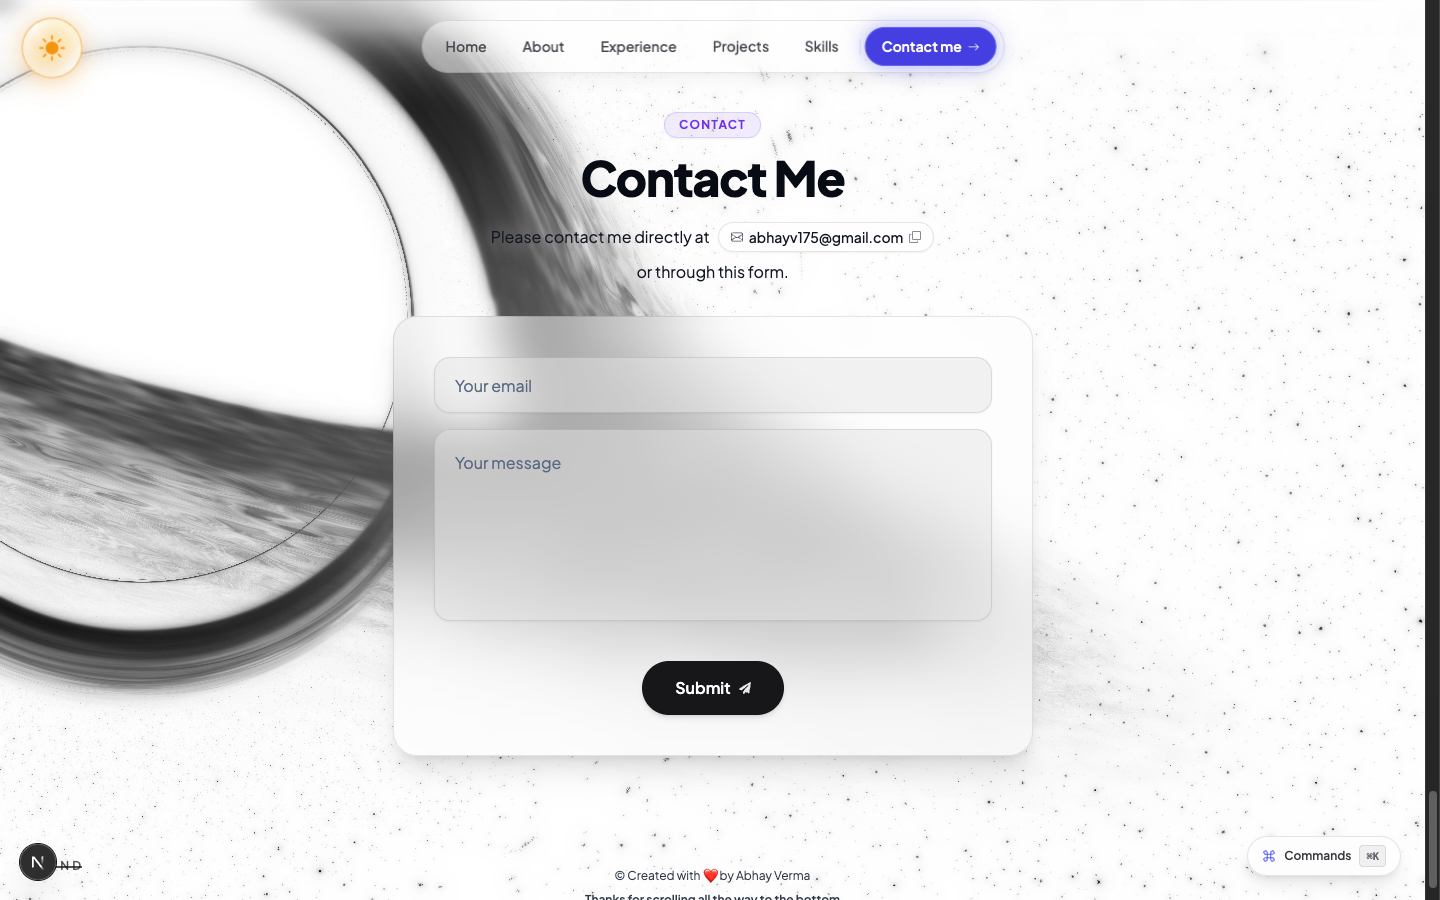 Home About Experience Projects Skills Contact me →
CONTACT
Contact Me
Please contact me directly at abhayv175@gmail.com
or through this form.
Your email
Your message
Submit
N ND
Commands ⌘K
© Created with ❤️ by Abhay Verma
Thanks for scrolling all the way to the bottom